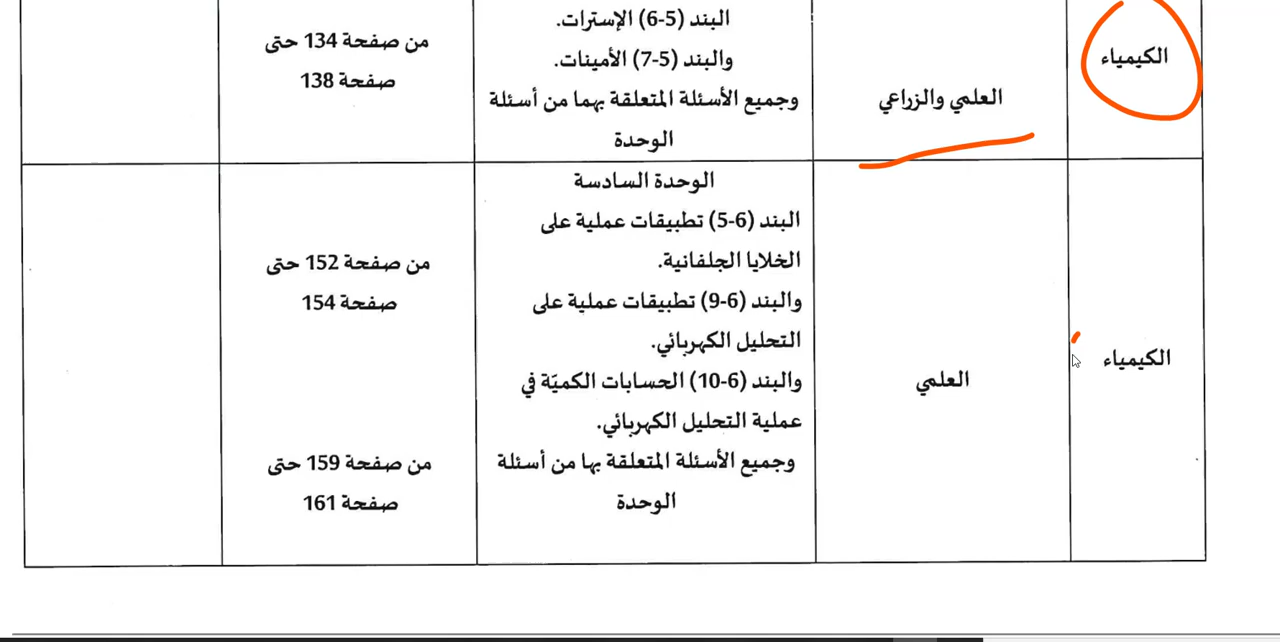 الكيمياء
العلمي والزراعي
البند (5-6) الإسترات.
والبند (5-7) الأمينات.
وجميع الأسئلة المتعلقة بهما من أسئلة
الوحدة
من صفحة 134 حتى
صفحة 138
الكيمياء
العلمي
الوحدة السادسة
البند (6-5) تطبيقات عملية على
الخلايا الجلفانية.
والبند (6-9) تطبيقات عملية على
التحليل الكهربائي.
والبند (6-10) الحسابات الكميّة في
عملية التحليل الكهربائي.
وجميع الأسئلة المتعلقة بها من أسئلة
الوحدة
من صفحة 152 حتى
صفحة 154
من صفحة 159 حتى
صفحة 161